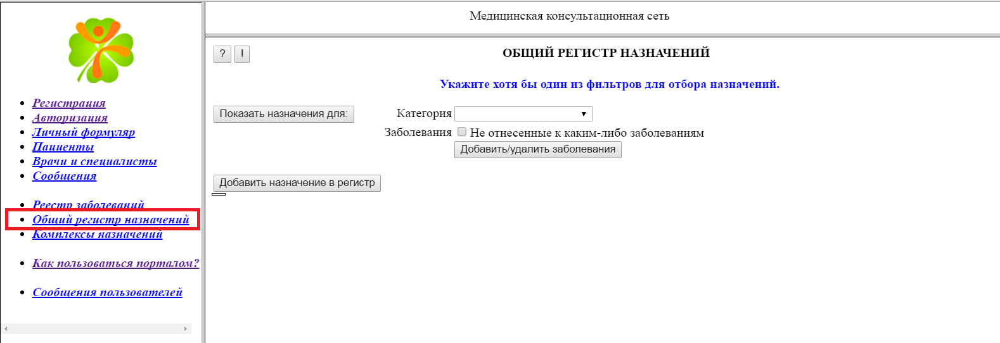 Регистрация
Авторизация
Личный формуляр
Пациенты
Врачи и специалисты
Сообщения
Реестр заболеваний
Общий регистр назначений
Комплексы назначений
Как пользоваться порталом?
Сообщения пользователей
Медицинская консультационная сеть
? !
ОБЩИЙ РЕГИСТР НАЗНАЧЕНИЙ
Укажите хотя бы один из фильтров для отбора назначений.
Показать назначения для: Категория
Заболевания Не отнесенные к каким-либо заболеваниям
Добавить/удалить заболевания
Добавить назначение в регистр